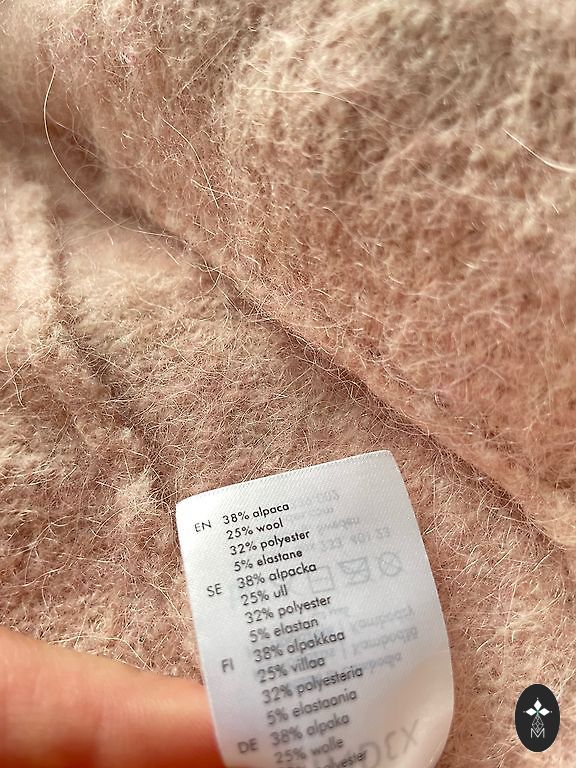 EN 38% alpaca
25% wool
32% polyester
5% elastane
SE 38% alpacka
25% ull
32% polyester
5% elastan
FI 38% alpakkaa
25% villaa
32% polyesteria
5% elastaania
DE 38% alpaka
25% wolle
polyester